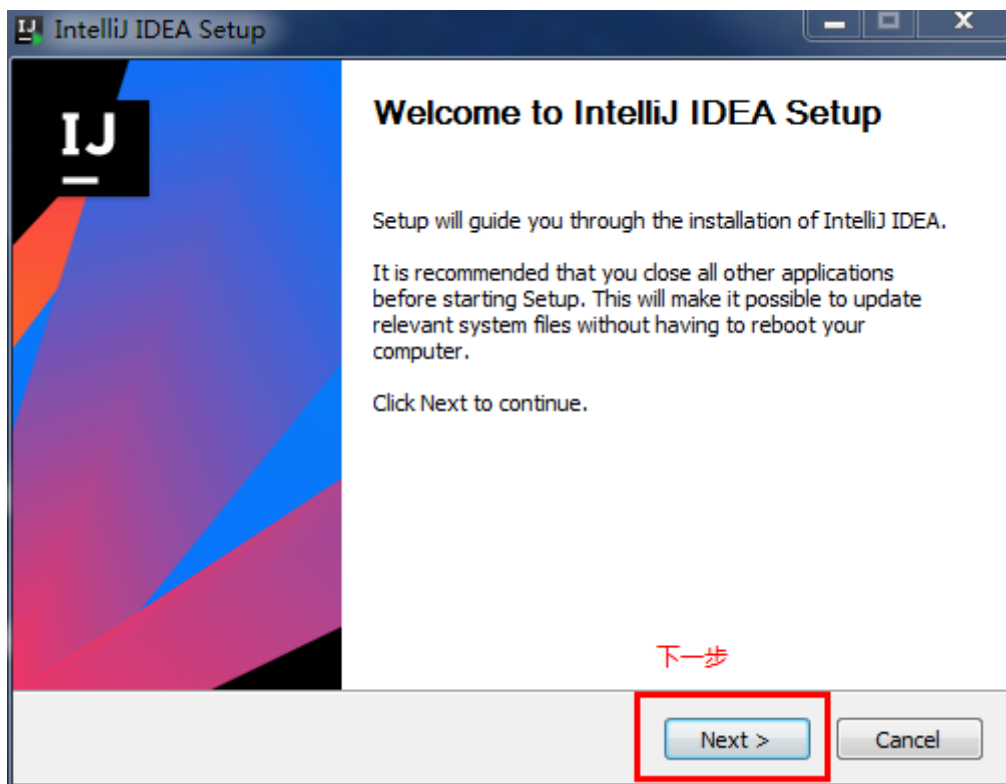 IntelliJ IDEA Setup
IJ
Welcome to IntelliJ IDEA Setup
Setup will guide you through the installation of IntelliJ IDEA.
It is recommended that you close all other applications
before starting Setup. This will make it possible to update
relevant system files without having to reboot your
computer.
Click Next to continue.
下一步
Next >
Cancel